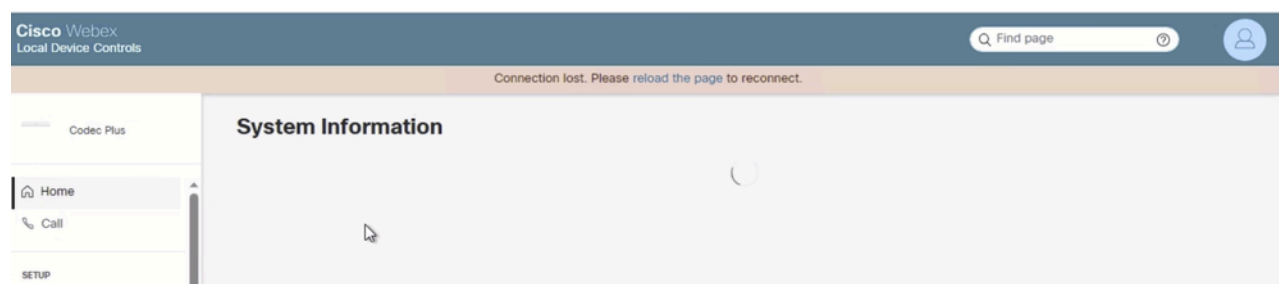 Cisco Webex
Local Device Controls
Find page
Connection lost. Please reload the page to reconnect.
Codec Plus
System Information
Home
Call
SETUP